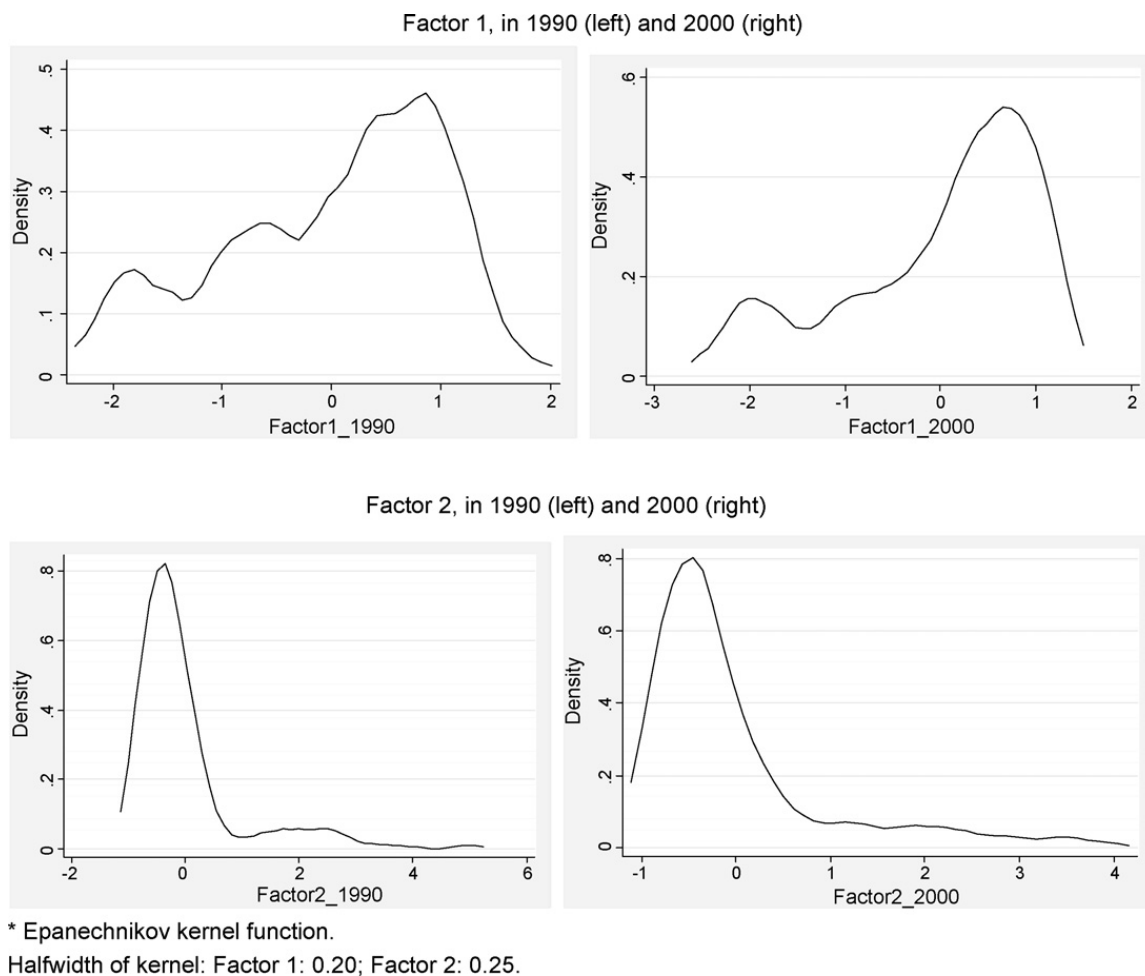 Factor 1, in 1990 (left) and 2000 (right)
.5
.4
.3
.2
.1
0
Density
-2 -1 0 1 2
Factor1_1990
.6
.4
.2
0
Density
-3 -2 -1 0 1 2
Factor1_2000
Factor 2, in 1990 (left) and 2000 (right)
.8
.6
.4
.2
0
Density
-2 0 2 4 6
Factor2_1990
.8
.6
.4
.2
0
Density
-1 0 1 2 3 4
Factor2_2000
* Epanechnikov kernel function.
Halfwidth of kernel: Factor 1: 0.20; Factor 2: 0.25.